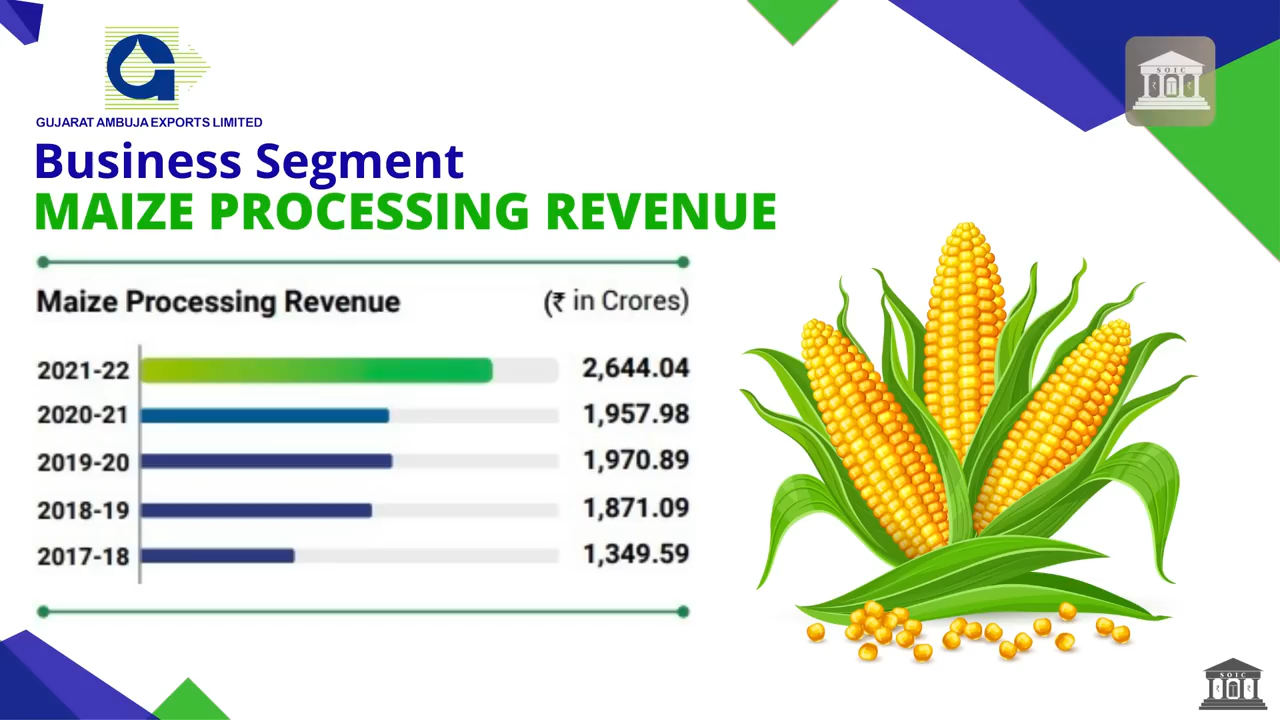 SOIC
GUJARAT AMBUJA EXPORTS LIMITED
Business Segment
MAIZE PROCESSING REVENUE
Maize Processing Revenue (₹ in Crores)
2021-22 2,644.04
2020-21 1,957.98
2019-20 1,970.89
2018-19 1,871.09
2017-18 1,349.59
SOIC